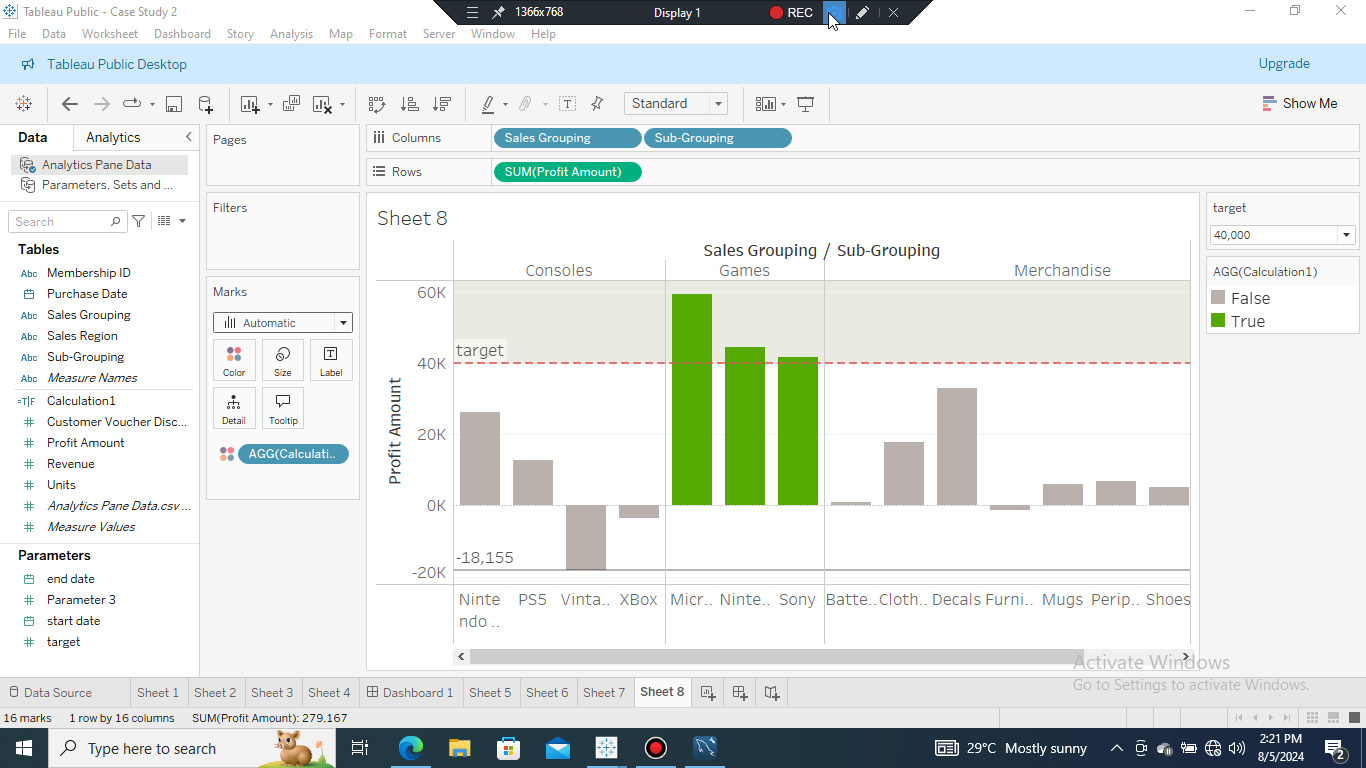 Tableau Public - Case Study 2
1366x768
Display 1
REC
File Data Worksheet Dashboard Story Analysis Map Format Server Window Help
Tableau Public Desktop
Upgrade
Standard
Show Me
Data
Analytics
Analytics Pane Data
Parameters, Sets and ...
Search
Tables
Abc Membership ID
Purchase Date
Abc Sales Grouping
Abc Sales Region
Abc Sub-Grouping
Abc Measure Names
=T|F Calculation1
# Customer Voucher Disc...
# Profit Amount
# Revenue
# Units
# Analytics Pane Data.csv ...
# Measure Values
Parameters
end date
# Parameter 3
start date
# target
Pages
Filters
Marks
Automatic
Color Size Label
Detail Tooltip
AGG(Calculati..
Columns
Sales Grouping
Sub-Grouping
Rows
SUM(Profit Amount)
Sheet 8
Sales Grouping / Sub-Grouping
Consoles Games Merchandise
Profit Amount
60K
40K
20K
0K
-20K
target
-18,155
Ninte
ndo ..
PS5 Vinta.. XBox Micr.. Ninte.. Sony Batte.. Cloth.. Decals Furni.. Mugs Perip.. Shoes
target
40,000
AGG(Calculation1)
False
True
Activate Windows
Go to Settings to activate Windows.
Data Source Sheet 1 Sheet 2 Sheet 3 Sheet 4 Dashboard 1 Sheet 5 Sheet 6 Sheet 7 Sheet 8
16 marks 1 row by 16 columns SUM(Profit Amount): 279,167
Type here to search
29°C Mostly sunny
2:21 PM
8/5/2024
2